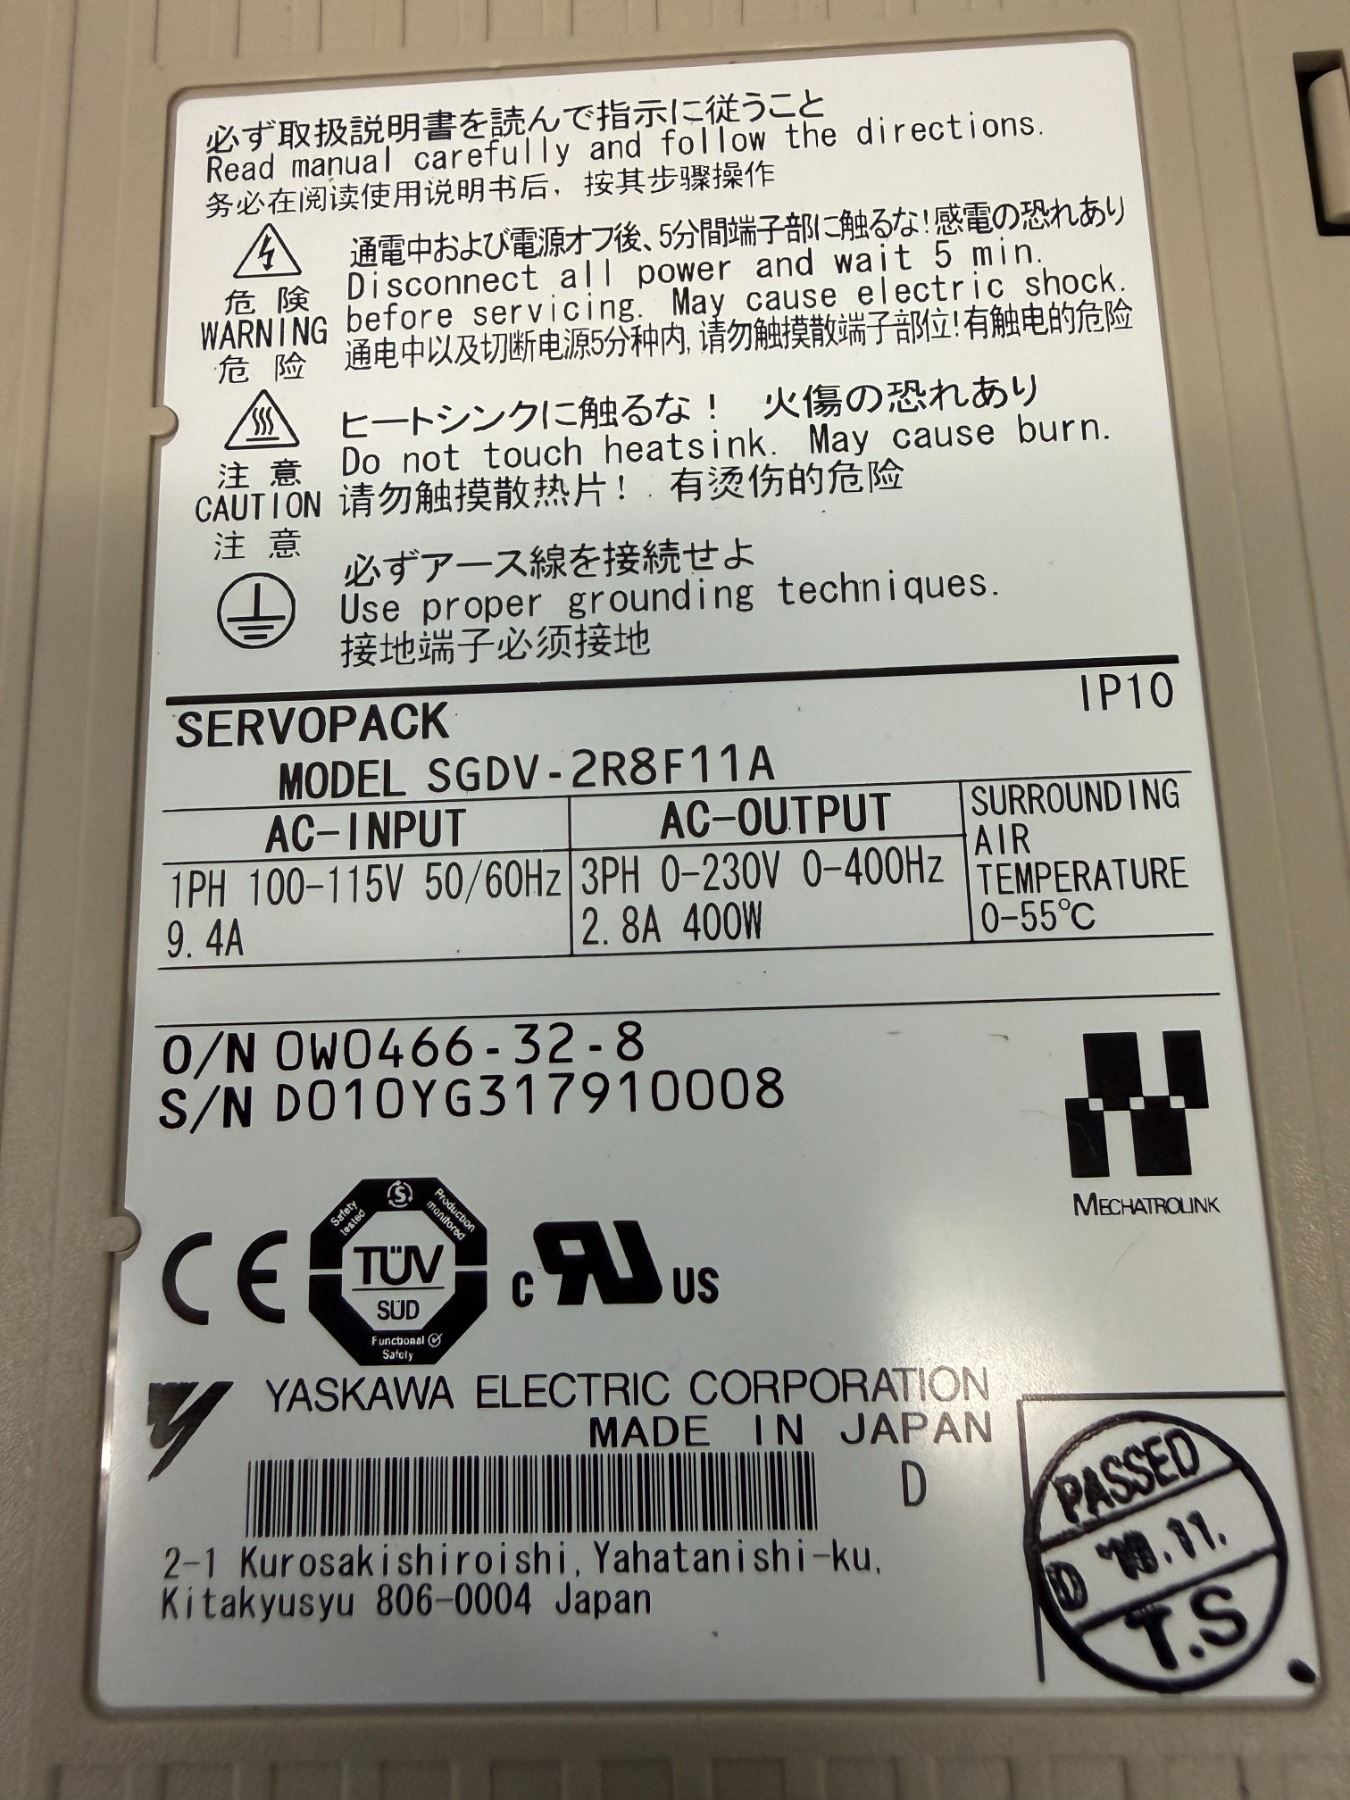 必ず取扱説明書を読んで指示に従うこと
Read manual carefully and follow the directions.
务必在阅读使用说明书后，按其步骤操作
危険
WARNING
危险
通電中および電源オフ後、5分間端子部に触るな!感電の恐れあり
Disconnect all power and wait 5 min.
before servicing. May cause electric shock.
通电中以及切断电源5分种内,请勿触摸散端子部位!有触电的危险
注意
CAUTION
注意
ヒートシンクに触るな! 火傷の恐れあり
Do not touch heatsink. May cause burn.
请勿触摸散热片! 有烫伤的危险
必ずアース線を接続せよ
Use proper grounding techniques.
接地端子必须接地
SERVOPACK
IP10
MODEL SGDV-2R8F11A
AC-INPUT
1PH 100-115V 50/60Hz
9.4A
AC-OUTPUT
3PH 0-230V 0-400Hz
2.8A 400W
SURROUNDING
AIR
TEMPERATURE
0-55℃
O/N 0W0466-32-8
S/N D010YG317910008
MECHATROLINK
CE
Safety tested
S
Production monitored
TÜV
SÜD
Functional
Safety
c RU US
YASKAWA ELECTRIC CORPORATION
MADE IN JAPAN
D
2-1 Kurosakishiroishi, Yahatanishi-ku,
Kitakyusyu 806-0004 Japan
PASSED
D .11.
T.S